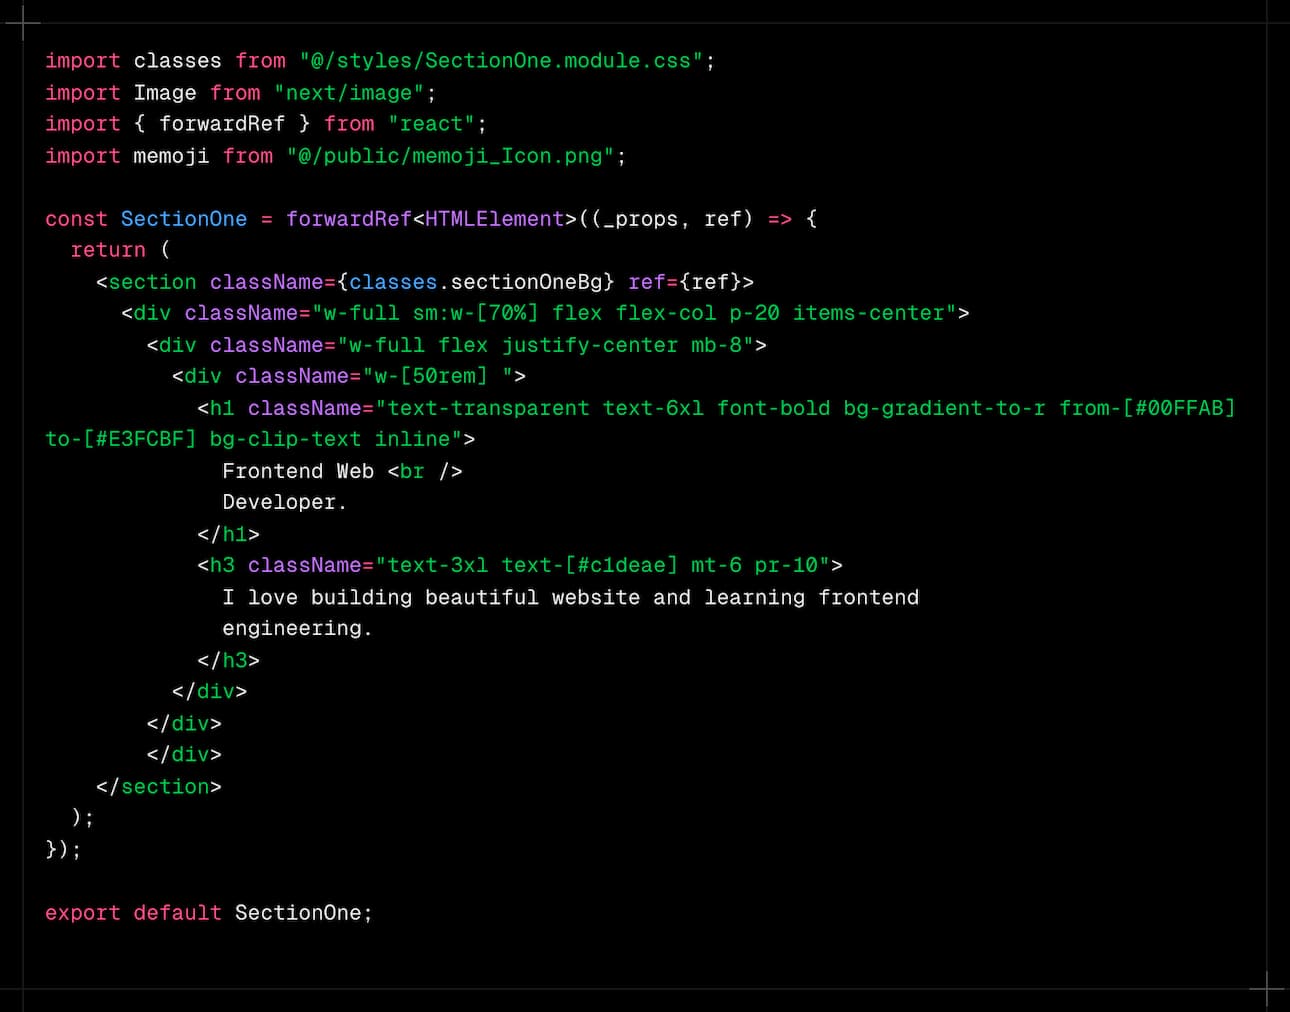 import classes from "@/styles/SectionOne.module.css";
import Image from "next/image";
import { forwardRef } from "react";
import memoji from "@/public/memoji_Icon.png";

const SectionOne = forwardRef<HTMLElement>((_props, ref) => {
  return (
    <section className={classes.sectionOneBg} ref={ref}>
      <div className="w-full sm:w-[70%] flex flex-col p-20 items-center">
        <div className="w-full flex justify-center mb-8">
          <div className="w-[50rem] ">
            <h1 className="text-transparent text-6xl font-bold bg-gradient-to-r from-[#00FFAB]
to-[#E3FCBF] bg-clip-text inline">
              Frontend Web <br />
              Developer.
            </h1>
            <h3 className="text-3xl text-[#c1deae] mt-6 pr-10">
              I love building beautiful website and learning frontend
              engineering.
            </h3>
          </div>
        </div>
        </div>
    </section>
  );
});

export default SectionOne;